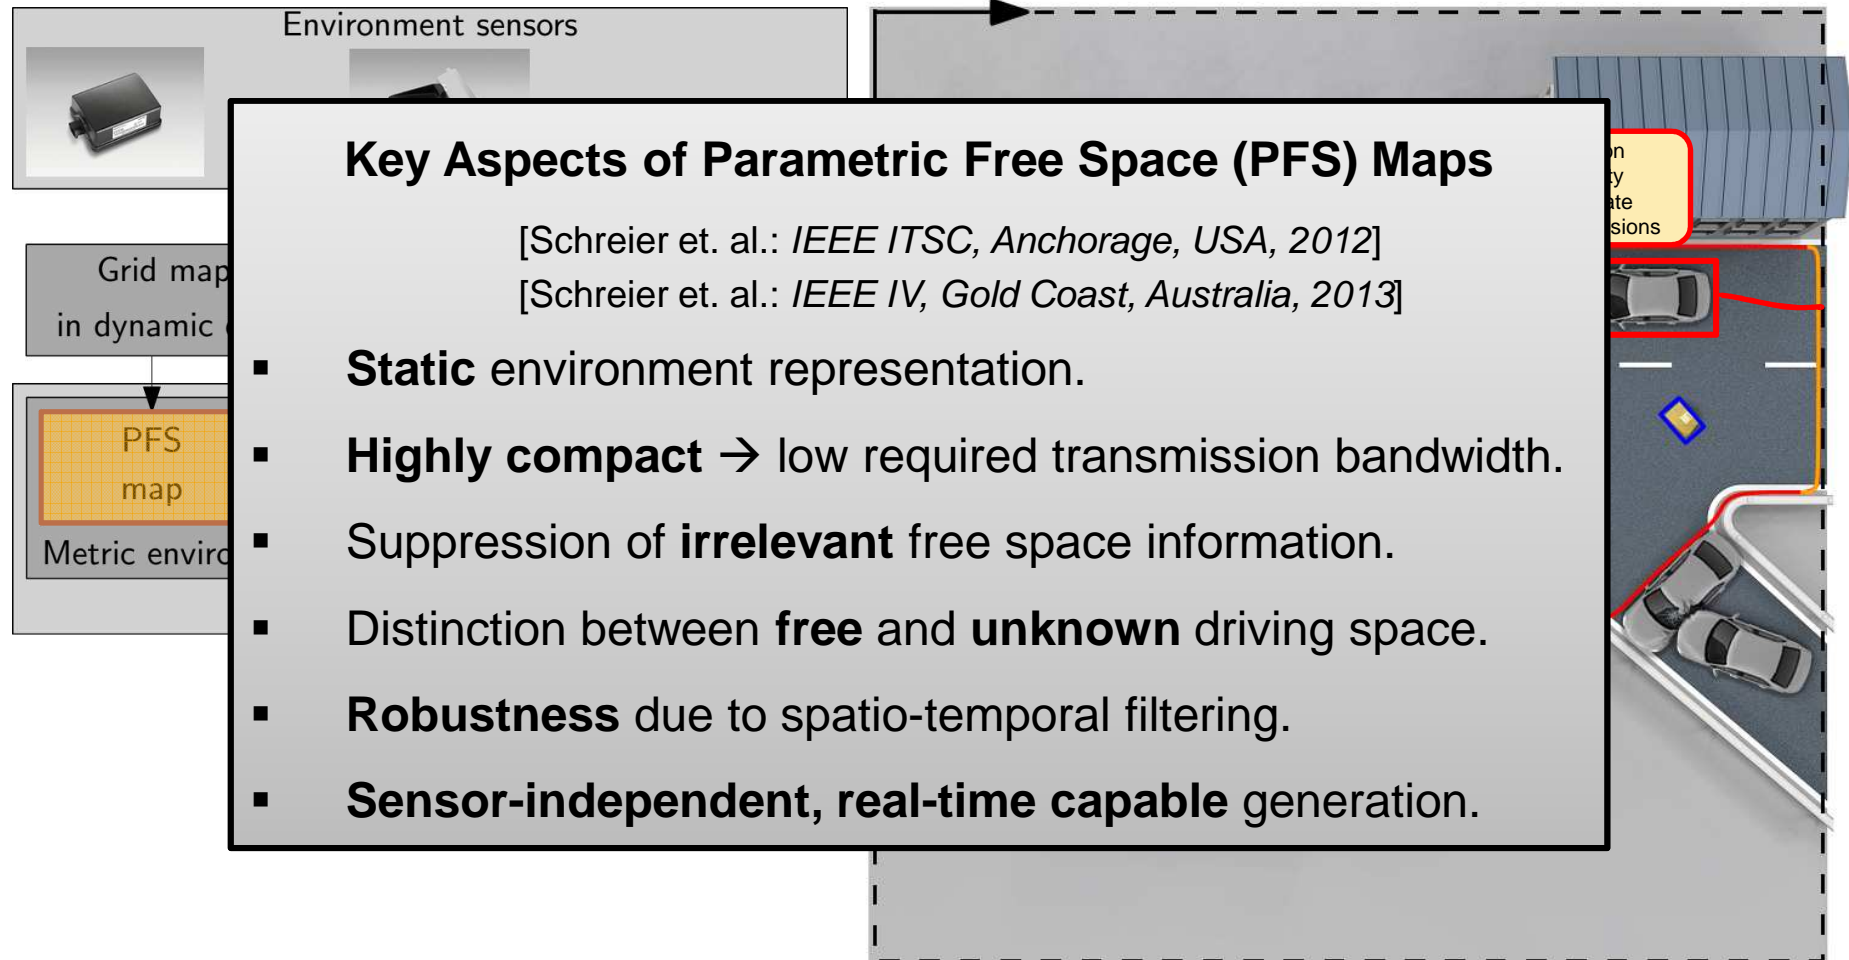 Environment sensors
Key Aspects of Parametric Free Space (PFS) Maps
[Schreier et. al.: IEEE ITSC, Anchorage, USA, 2012]
[Schreier et. al.: IEEE IV, Gold Coast, Australia, 2013]
▪ Static environment representation.
▪ Highly compact → low required transmission bandwidth.
▪ Suppression of irrelevant free space information.
▪ Distinction between free and unknown driving space.
▪ Robustness due to spatio-temporal filtering.
▪ Sensor-independent, real-time capable generation.
Grid map
in dynamic
PFS
map
Metric